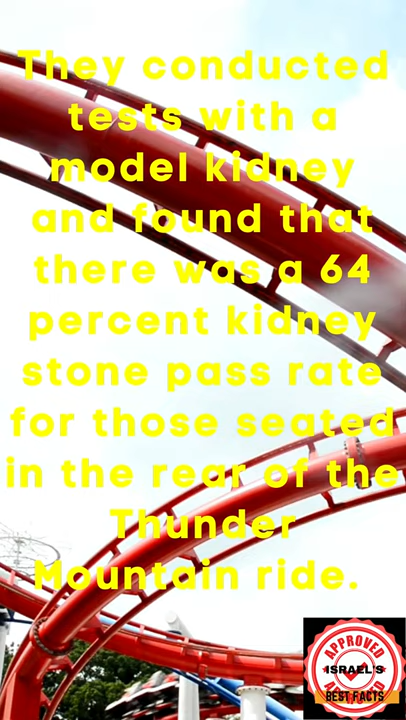 They conducted
tests with a
model kidney
and found that
there was a 64
percent kidney
stone pass rate
for those seated
in the rear of the
Thunder
Mountain ride.
APPROVED
ISRAEL'S
BEST FACTS